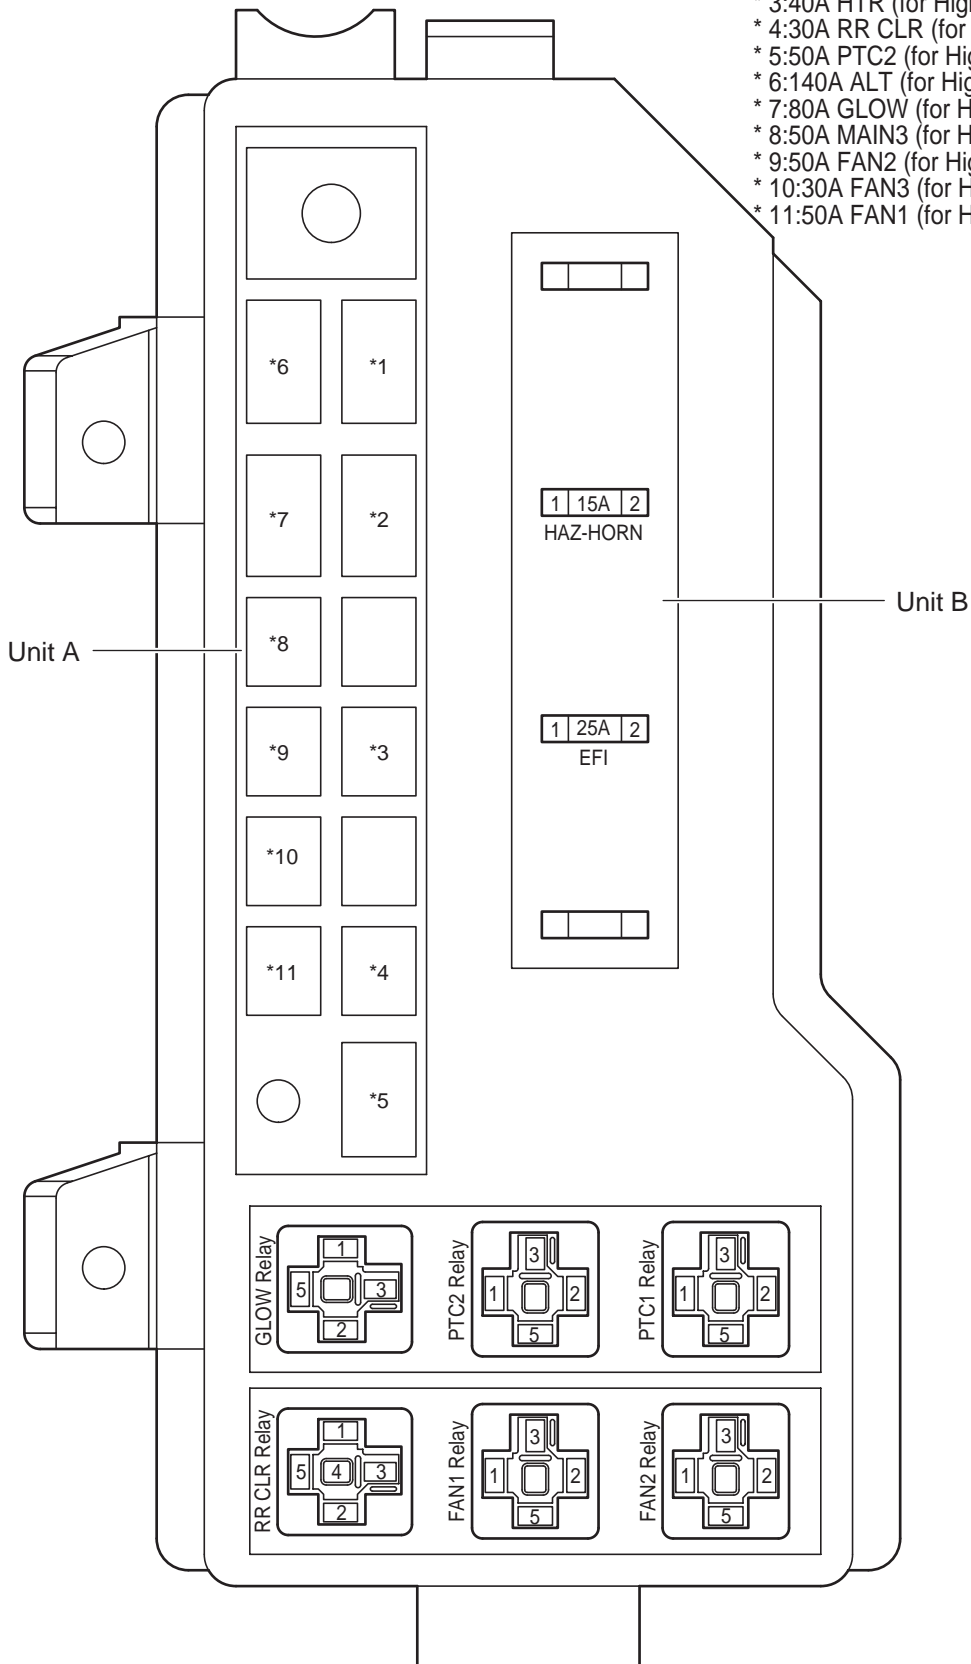 * 3:40A HTR (for
* 4:30A RR CLR (for
* 5:50A PTC2 (for
* 6:140A ALT (for
* 7:80A GLOW (for
* 8:50A MAIN3 (for
* 9:50A FAN2 (for
* 10:30A FAN3 (for
* 11:50A FAN1 (for
*6 *1
1 15A 2
HAZ-HORN
*7 *2
Unit B
Unit A
*8
*9 *3
1 25A 2
EFI
*10
*11 *4
*5
GLOW Relay
1
5 3
2
PTC2 Relay
3
1 2
5
PTC1 Relay
3
1 2
5
RR CLR Relay
1
5 4 3
2
FAN1 Relay
3
1 2
5
FAN2 Relay
3
1 2
5